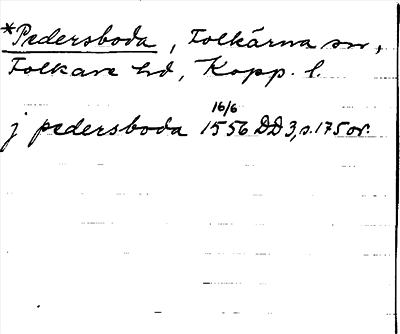 *Pedersboda, Folkärna sn,
Folkare hd, Kopp. l.
16/6
j pedersboda 1556 DD 3, s. 175 or.